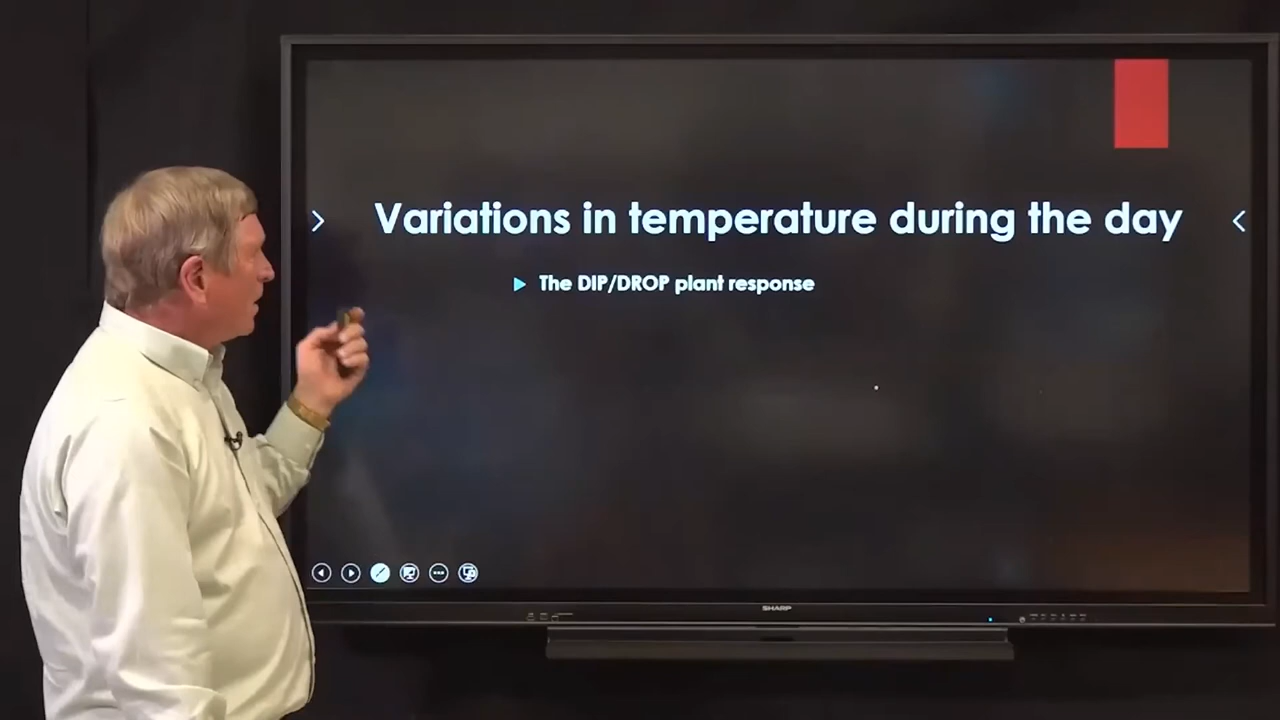 Variations in temperature during the day
The DIP/DROP plant response
SHARP